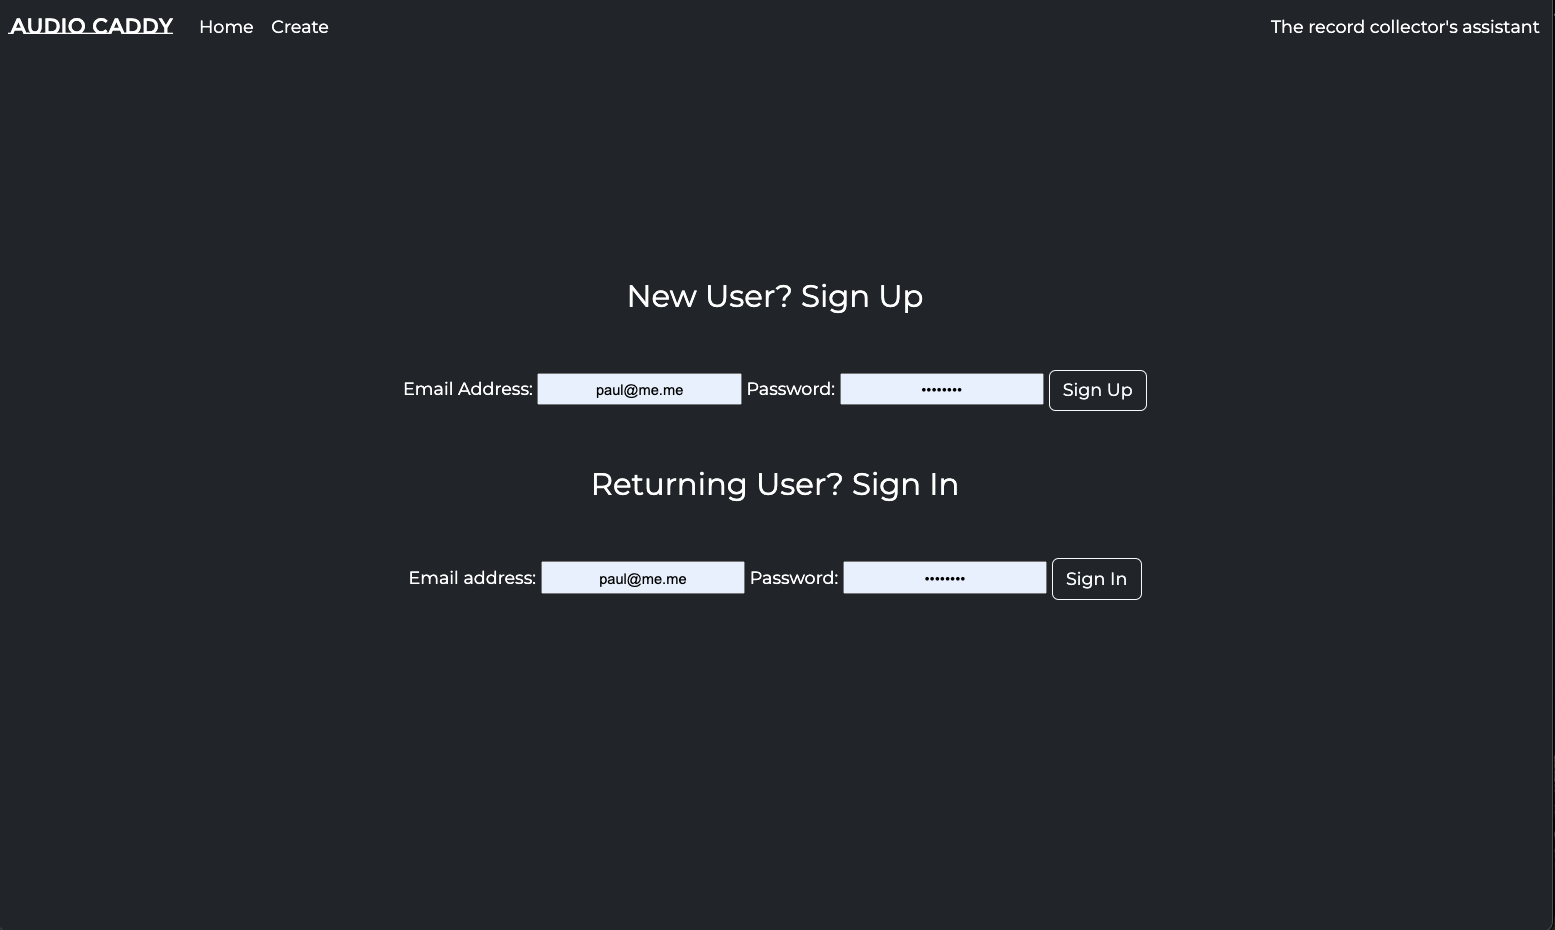 AUDIO CADDY Home Create The record collector's assistant
New User? Sign Up
Email Address: paul@me.me Password: •••••••• Sign Up
Returning User? Sign In
Email address: paul@me.me Password: •••••••• Sign In